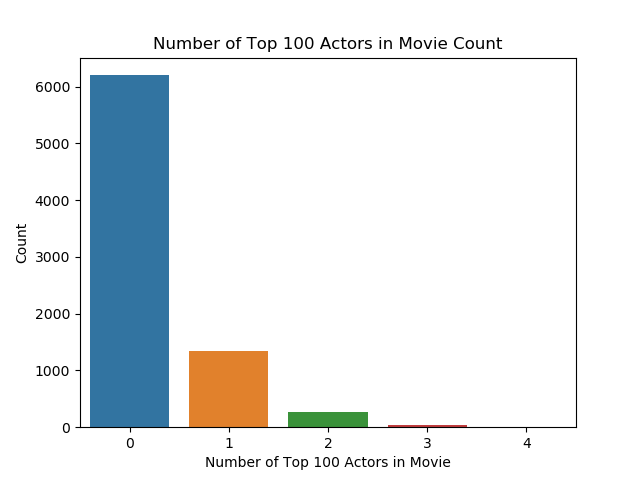 Number of Top 100 Actors in Movie Count
6000
5000
4000
3000
2000
1000
0
Count
0 1 2 3 4
Number of Top 100 Actors in Movie